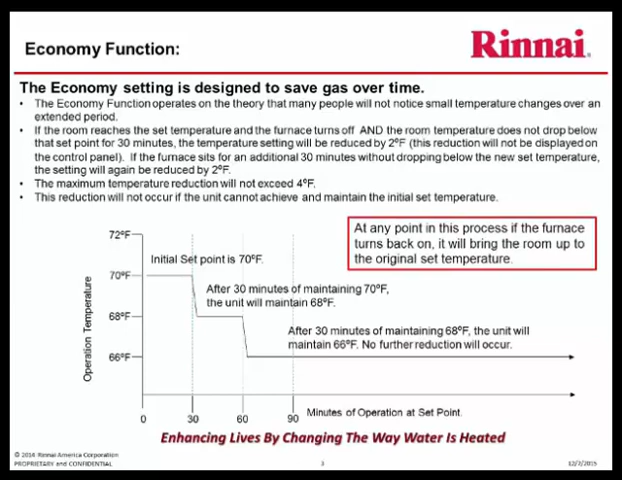 Economy Function:
Rinnai
The Economy setting is designed to save gas over time.
• The Economy Function operates on the theory that many people will not notice small temperature changes over an
extended period.
• If the room reaches the set temperature and the furnace turns off AND the room temperature does not drop below
that set point for 30 minutes, the temperature setting will be reduced by 2°F (this reduction will not be displayed on
the control panel). If the furnace sits for an additional 30 minutes without dropping below the new set temperature,
the setting will again be reduced by 2°F.
• The maximum temperature reduction will not exceed 4°F.
• This reduction will not occur if the unit cannot achieve and maintain the initial set temperature.
At any point in this process if the furnace
turns back on, it will bring the room up to
the original set temperature.
72°F
Initial Set point is 70°F.
70°F
After 30 minutes of maintaining 70°F,
the unit will maintain 68°F.
68°F
After 30 minutes of maintaining 68°F, the unit will
maintain 66°F. No further reduction will occur.
66°F
Operation Temperature
0 30 60 90
Minutes of Operation at Set Point.
Enhancing Lives By Changing The Way Water Is Heated
© 2014 Rinnai America Corporation
PROPRIETARY and CONFIDENTIAL
3
12/2/2015